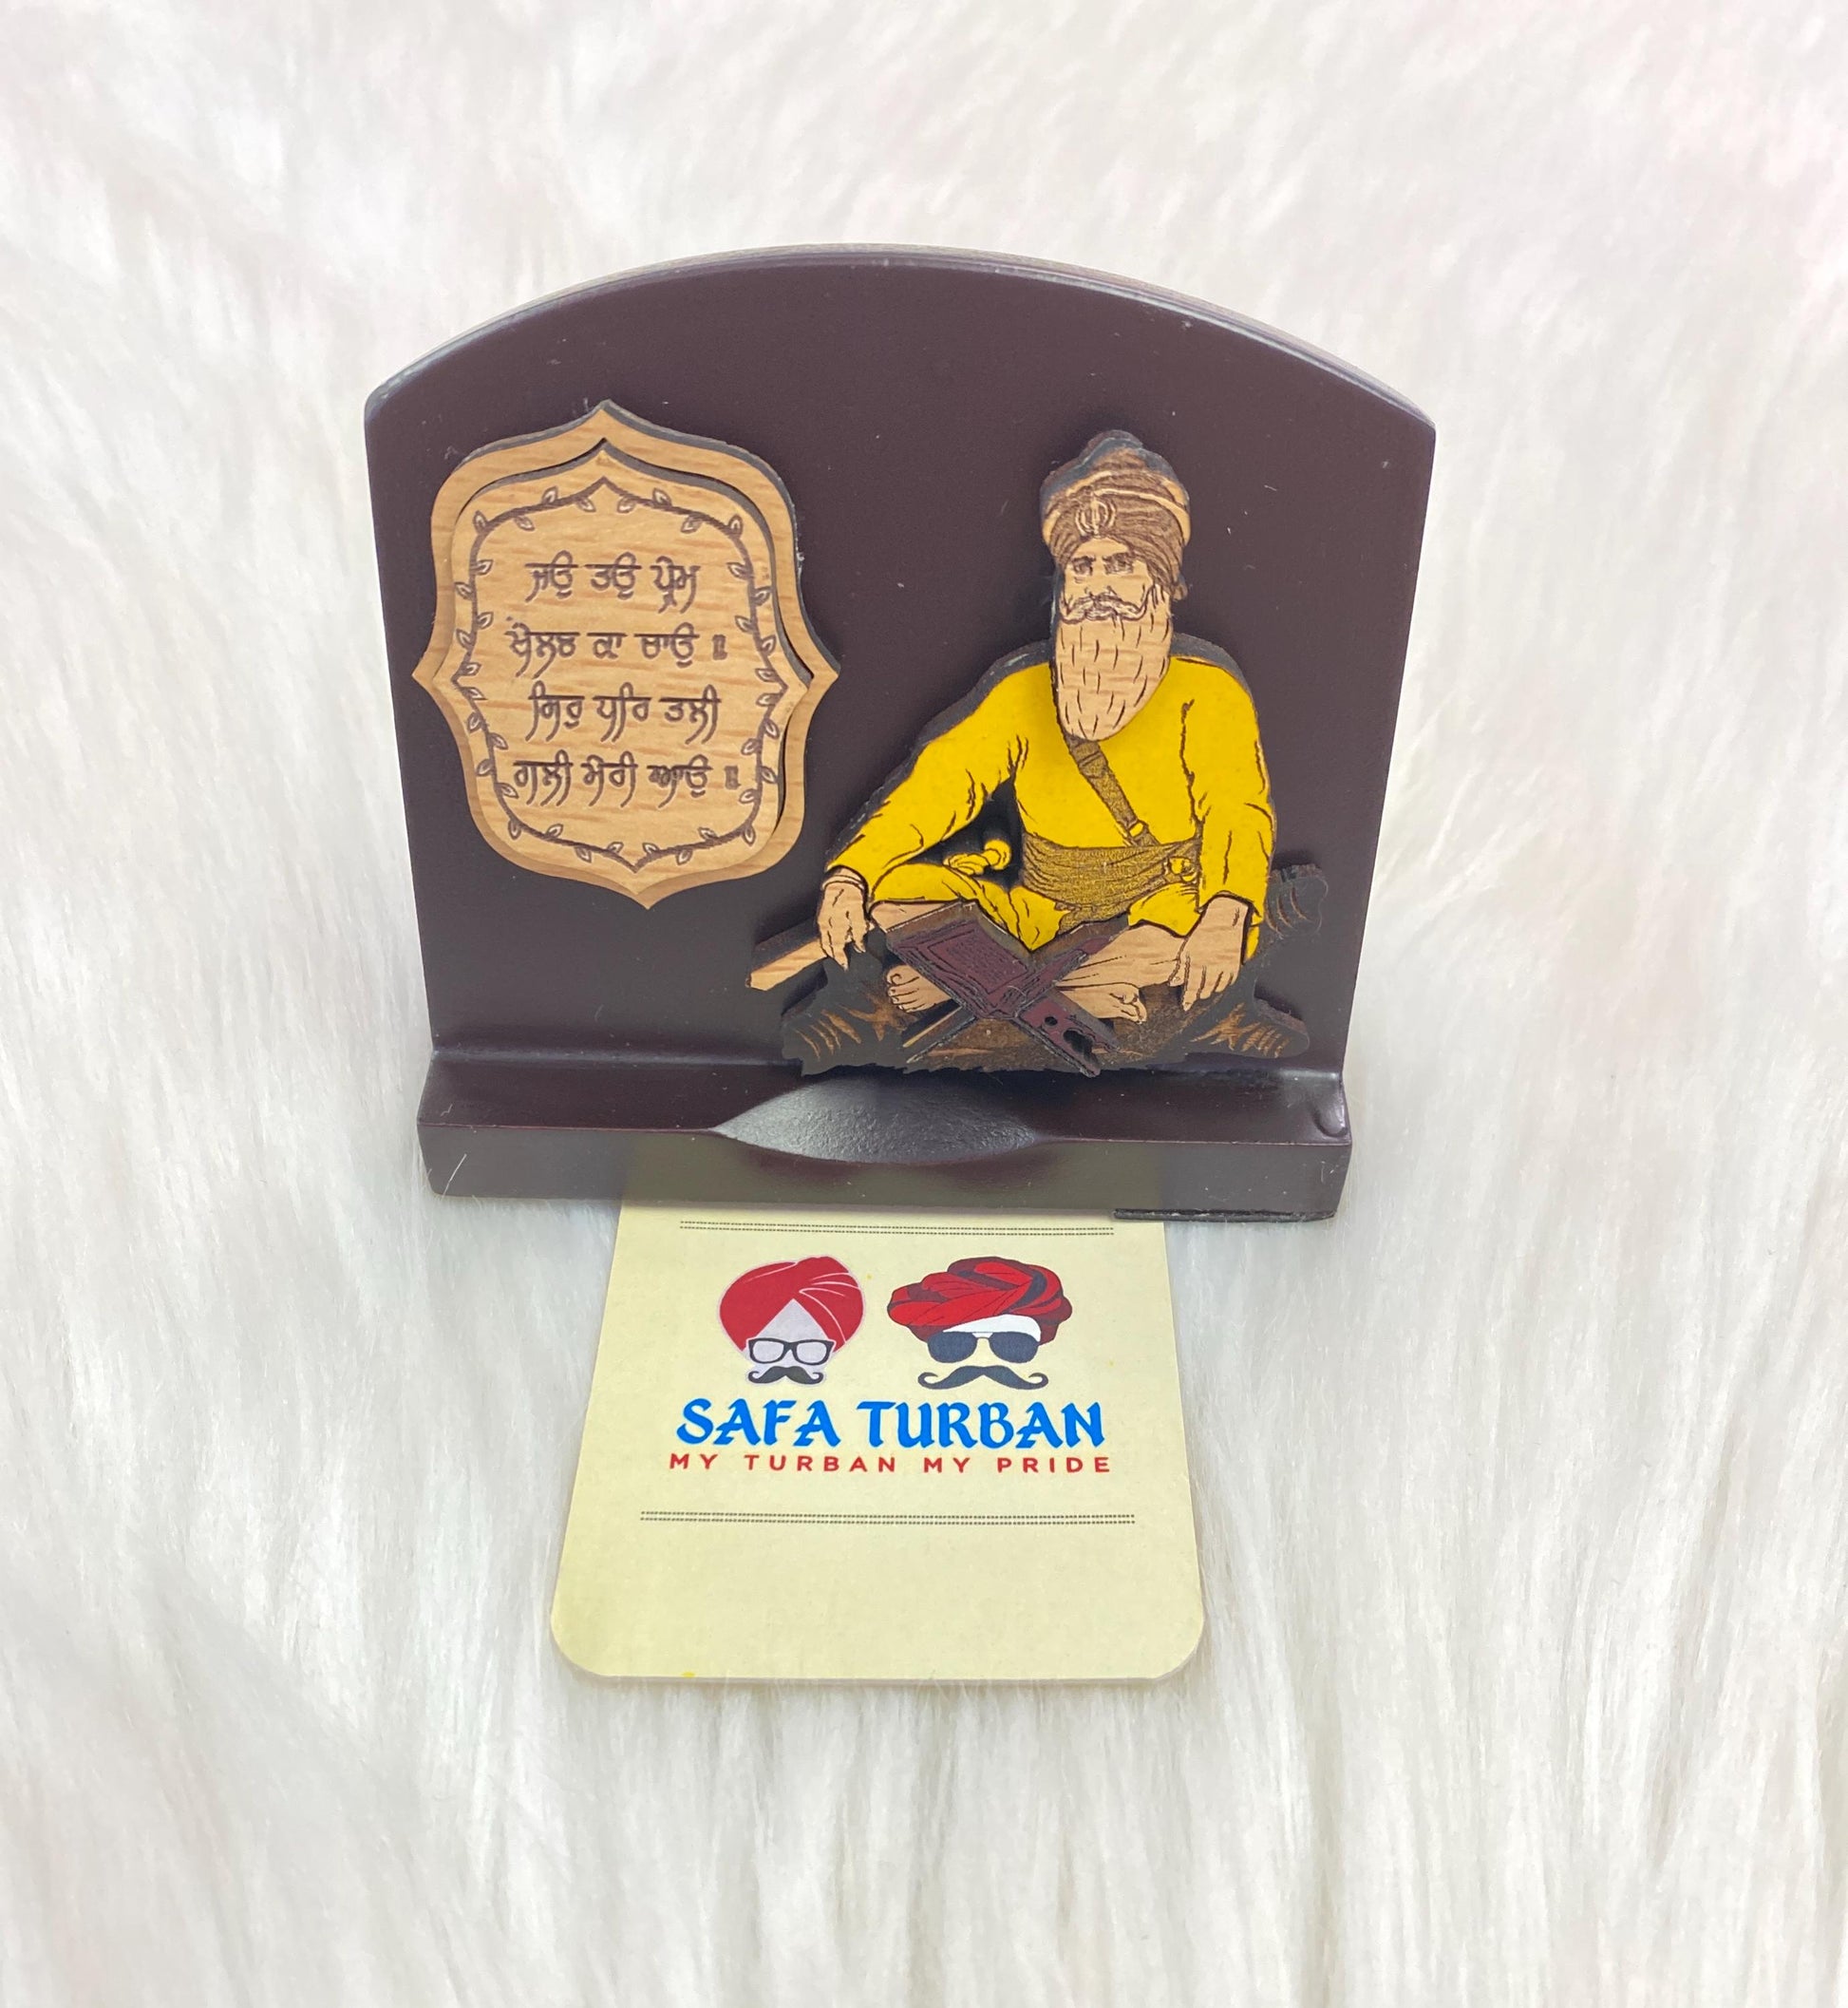 ਜਉ ਤਉ ਪ੍ਰੇਮ
ਖੇਲਣ ਕਾ ਚਾਉ ॥
ਸਿਰੁ ਧਰਿ ਤਲੀ
ਗਲੀ ਮੇਰੀ ਆਉ ॥
SAFA TURBAN
MY TURBAN MY PRIDE